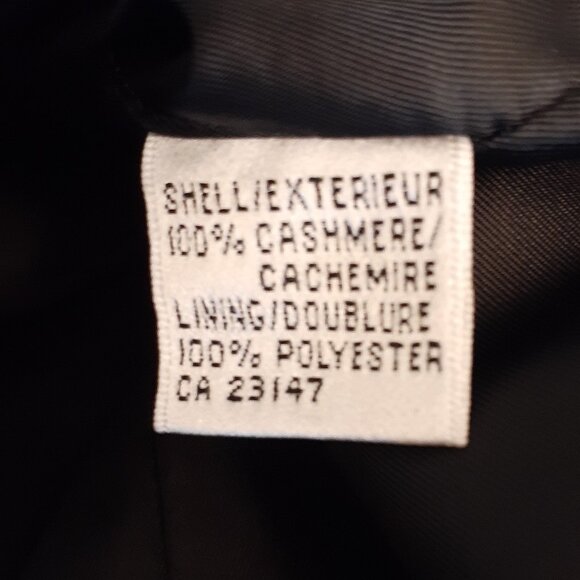 SHELL/EXTERIEUR
100% CASHMERE/
CACHEMIRE
LINING/DOUBLURE
100% POLYESTER
CA 23147